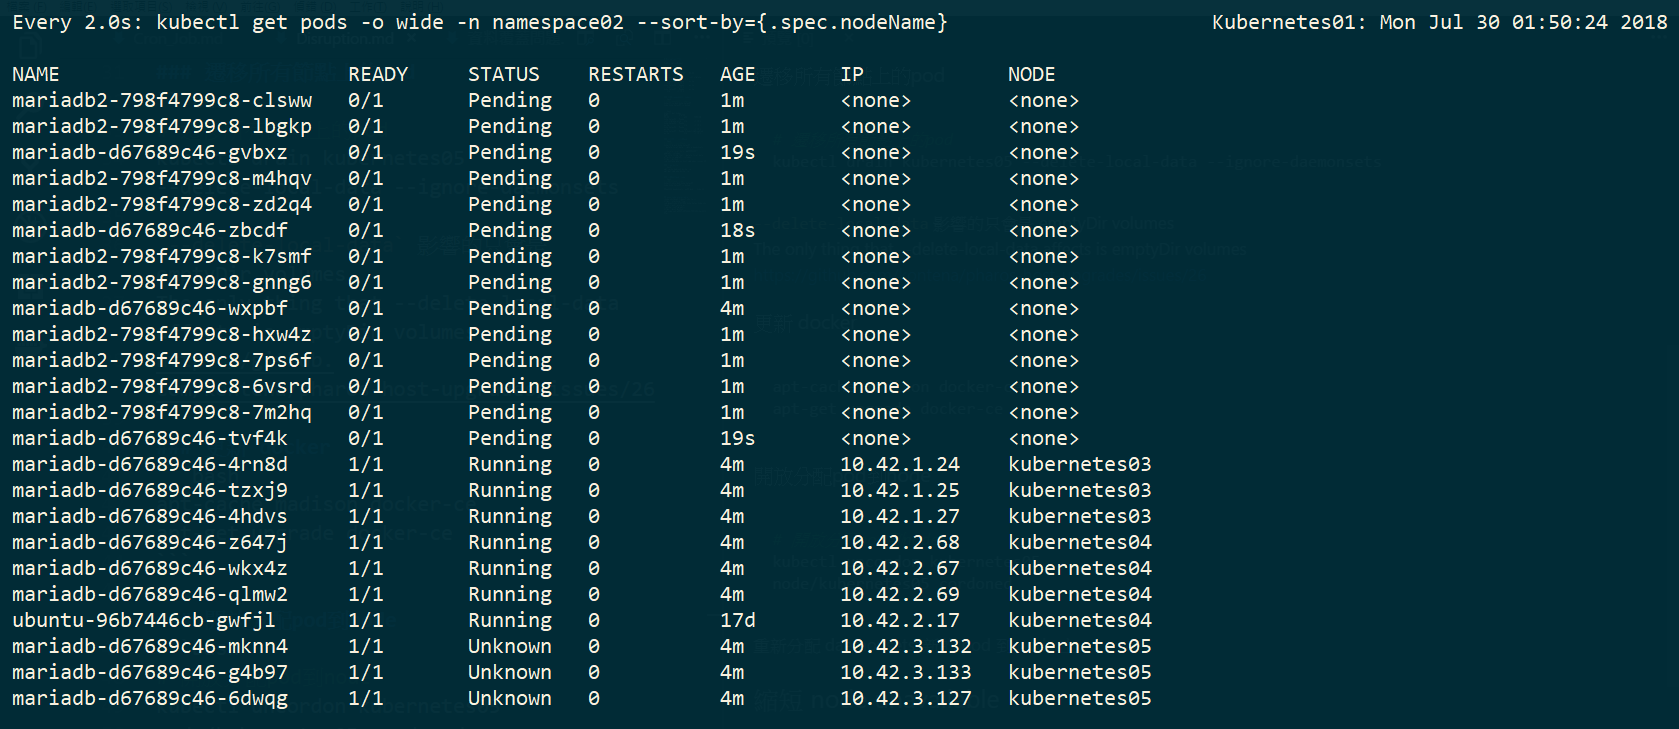 Every 2.0s: kubectl get pods -o wide -n namespace02 --sort-by={.spec.nodeName} Kubernetes01: Mon Jul 30 01:50:24 2018
NAME READY STATUS RESTARTS AGE IP NODE
mariadb2-798f4799c8-clsww 0/1 Pending 0 1m <none> <none>
mariadb2-798f4799c8-lbgkp 0/1 Pending 0 1m <none> <none>
mariadb-d67689c46-gvbxz 0/1 Pending 0 19s <none> <none>
mariadb2-798f4799c8-m4hqv 0/1 Pending 0 1m <none> <none>
mariadb2-798f4799c8-zd2q4 0/1 Pending 0 1m <none> <none>
mariadb-d67689c46-zbcdf 0/1 Pending 0 18s <none> <none>
mariadb2-798f4799c8-k7smf 0/1 Pending 0 1m <none> <none>
mariadb2-798f4799c8-gnng6 0/1 Pending 0 1m <none> <none>
mariadb-d67689c46-wxpbf 0/1 Pending 0 4m <none> <none>
mariadb2-798f4799c8-hxw4z 0/1 Pending 0 1m <none> <none>
mariadb2-798f4799c8-7ps6f 0/1 Pending 0 1m <none> <none>
mariadb2-798f4799c8-6vsrd 0/1 Pending 0 1m <none> <none>
mariadb2-798f4799c8-7m2hq 0/1 Pending 0 1m <none> <none>
mariadb-d67689c46-tvf4k 0/1 Pending 0 19s <none> <none>
mariadb-d67689c46-4rn8d 1/1 Running 0 4m 10.42.1.24 kubernetes03
mariadb-d67689c46-tzxj9 1/1 Running 0 4m 10.42.1.25 kubernetes03
mariadb-d67689c46-4hdvs 1/1 Running 0 4m 10.42.1.27 kubernetes03
mariadb-d67689c46-z647j 1/1 Running 0 4m 10.42.2.68 kubernetes04
mariadb-d67689c46-wkx4z 1/1 Running 0 4m 10.42.2.67 kubernetes04
mariadb-d67689c46-qlmw2 1/1 Running 0 4m 10.42.2.69 kubernetes04
ubuntu-96b7446cb-gwfjl 1/1 Running 0 17d 10.42.2.17 kubernetes04
mariadb-d67689c46-mknn4 1/1 Unknown 0 4m 10.42.3.132 kubernetes05
mariadb-d67689c46-g4b97 1/1 Unknown 0 4m 10.42.3.133 kubernetes05
mariadb-d67689c46-6dwqg 1/1 Unknown 0 4m 10.42.3.127 kubernetes05